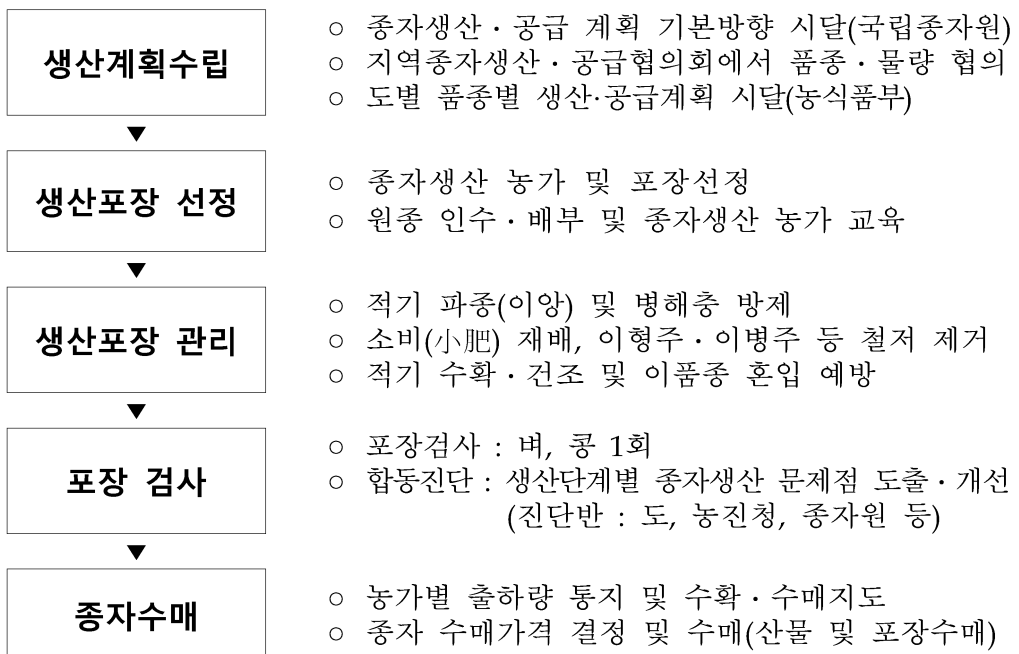 생산계획수립
○ 종자생산·공급 계획 기본방향 시달(국립종자원)
○ 지역종자생산·공급협의회에서 품종·물량 협의
○ 도별 품종별 생산·공급계획 시달(농식품부)
▼
생산포장 선정
○ 종자생산 농가 및 포장선정
○ 원종 인수·배부 및 종자생산 농가 교육
▼
생산포장 관리
○ 적기 파종(이앙) 및 병해충 방제
○ 소비(小肥) 재배, 이형주·이병주 등 철저 제거
○ 적기 수확·건조 및 이품종 혼입 예방
▼
포장 검사
○ 포장검사 : 벼, 콩 1회
○ 합동진단 : 생산단계별 종자생산 문제점 도출·개선
(진단반 : 도, 농진청, 종자원 등)
▼
종자수매
○ 농가별 출하량 통지 및 수확·수매지도
○ 종자 수매가격 결정 및 수매(산물 및 포장수매)